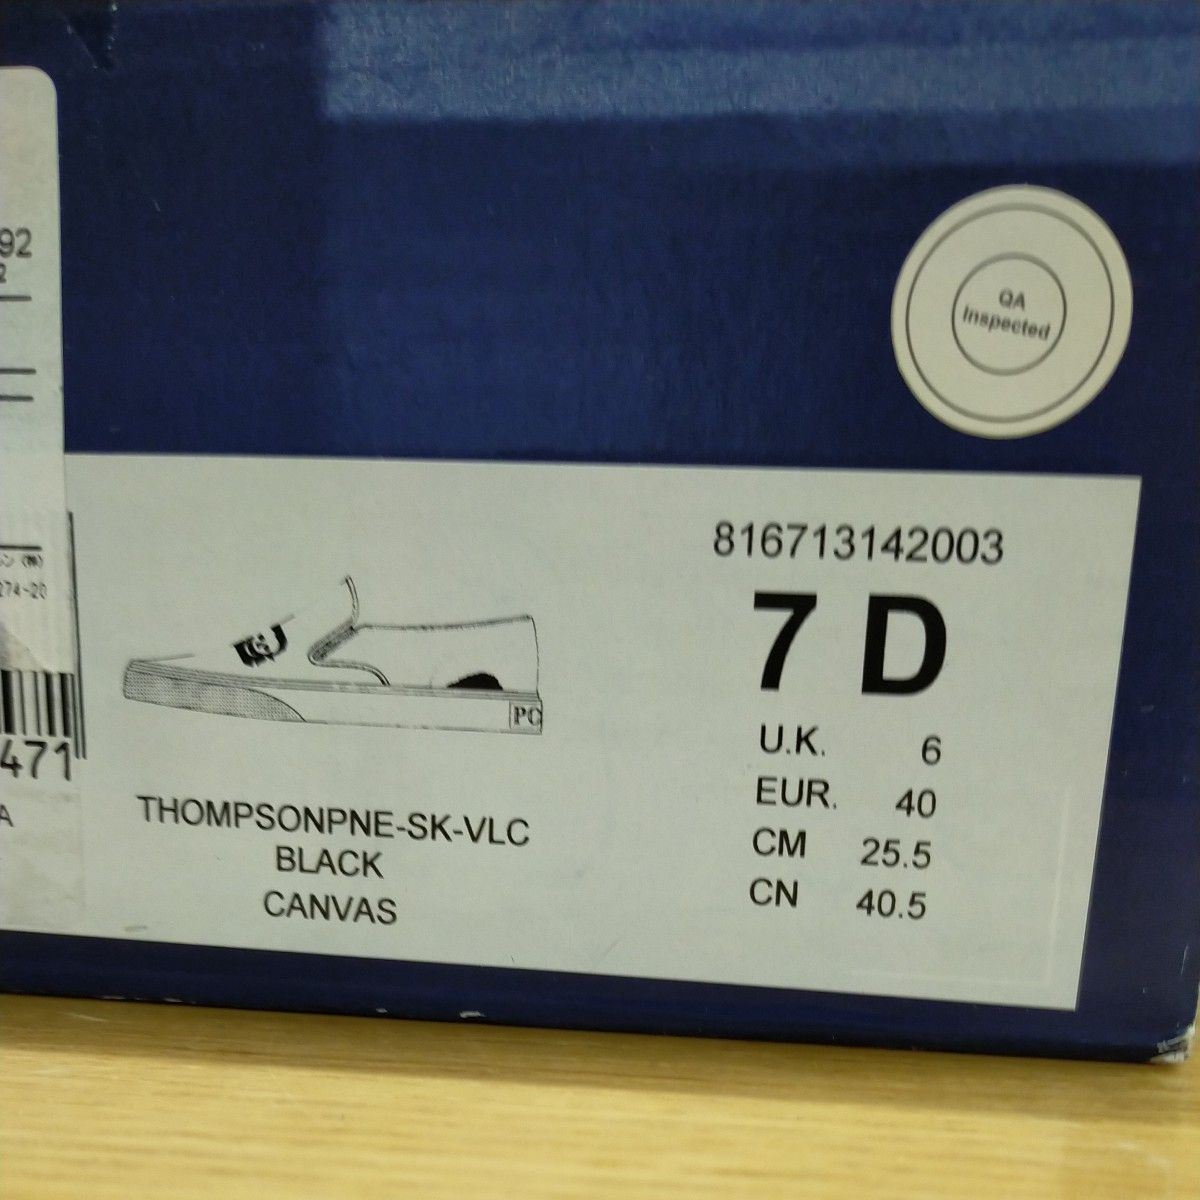 92
2
274-20
471
A
QA
Inspected
816713142003
7 D
U.K. 6
EUR. 40
CM 25.5
CN 40.5
PC
THOMPSONPNE-SK-VLC
BLACK
CANVAS